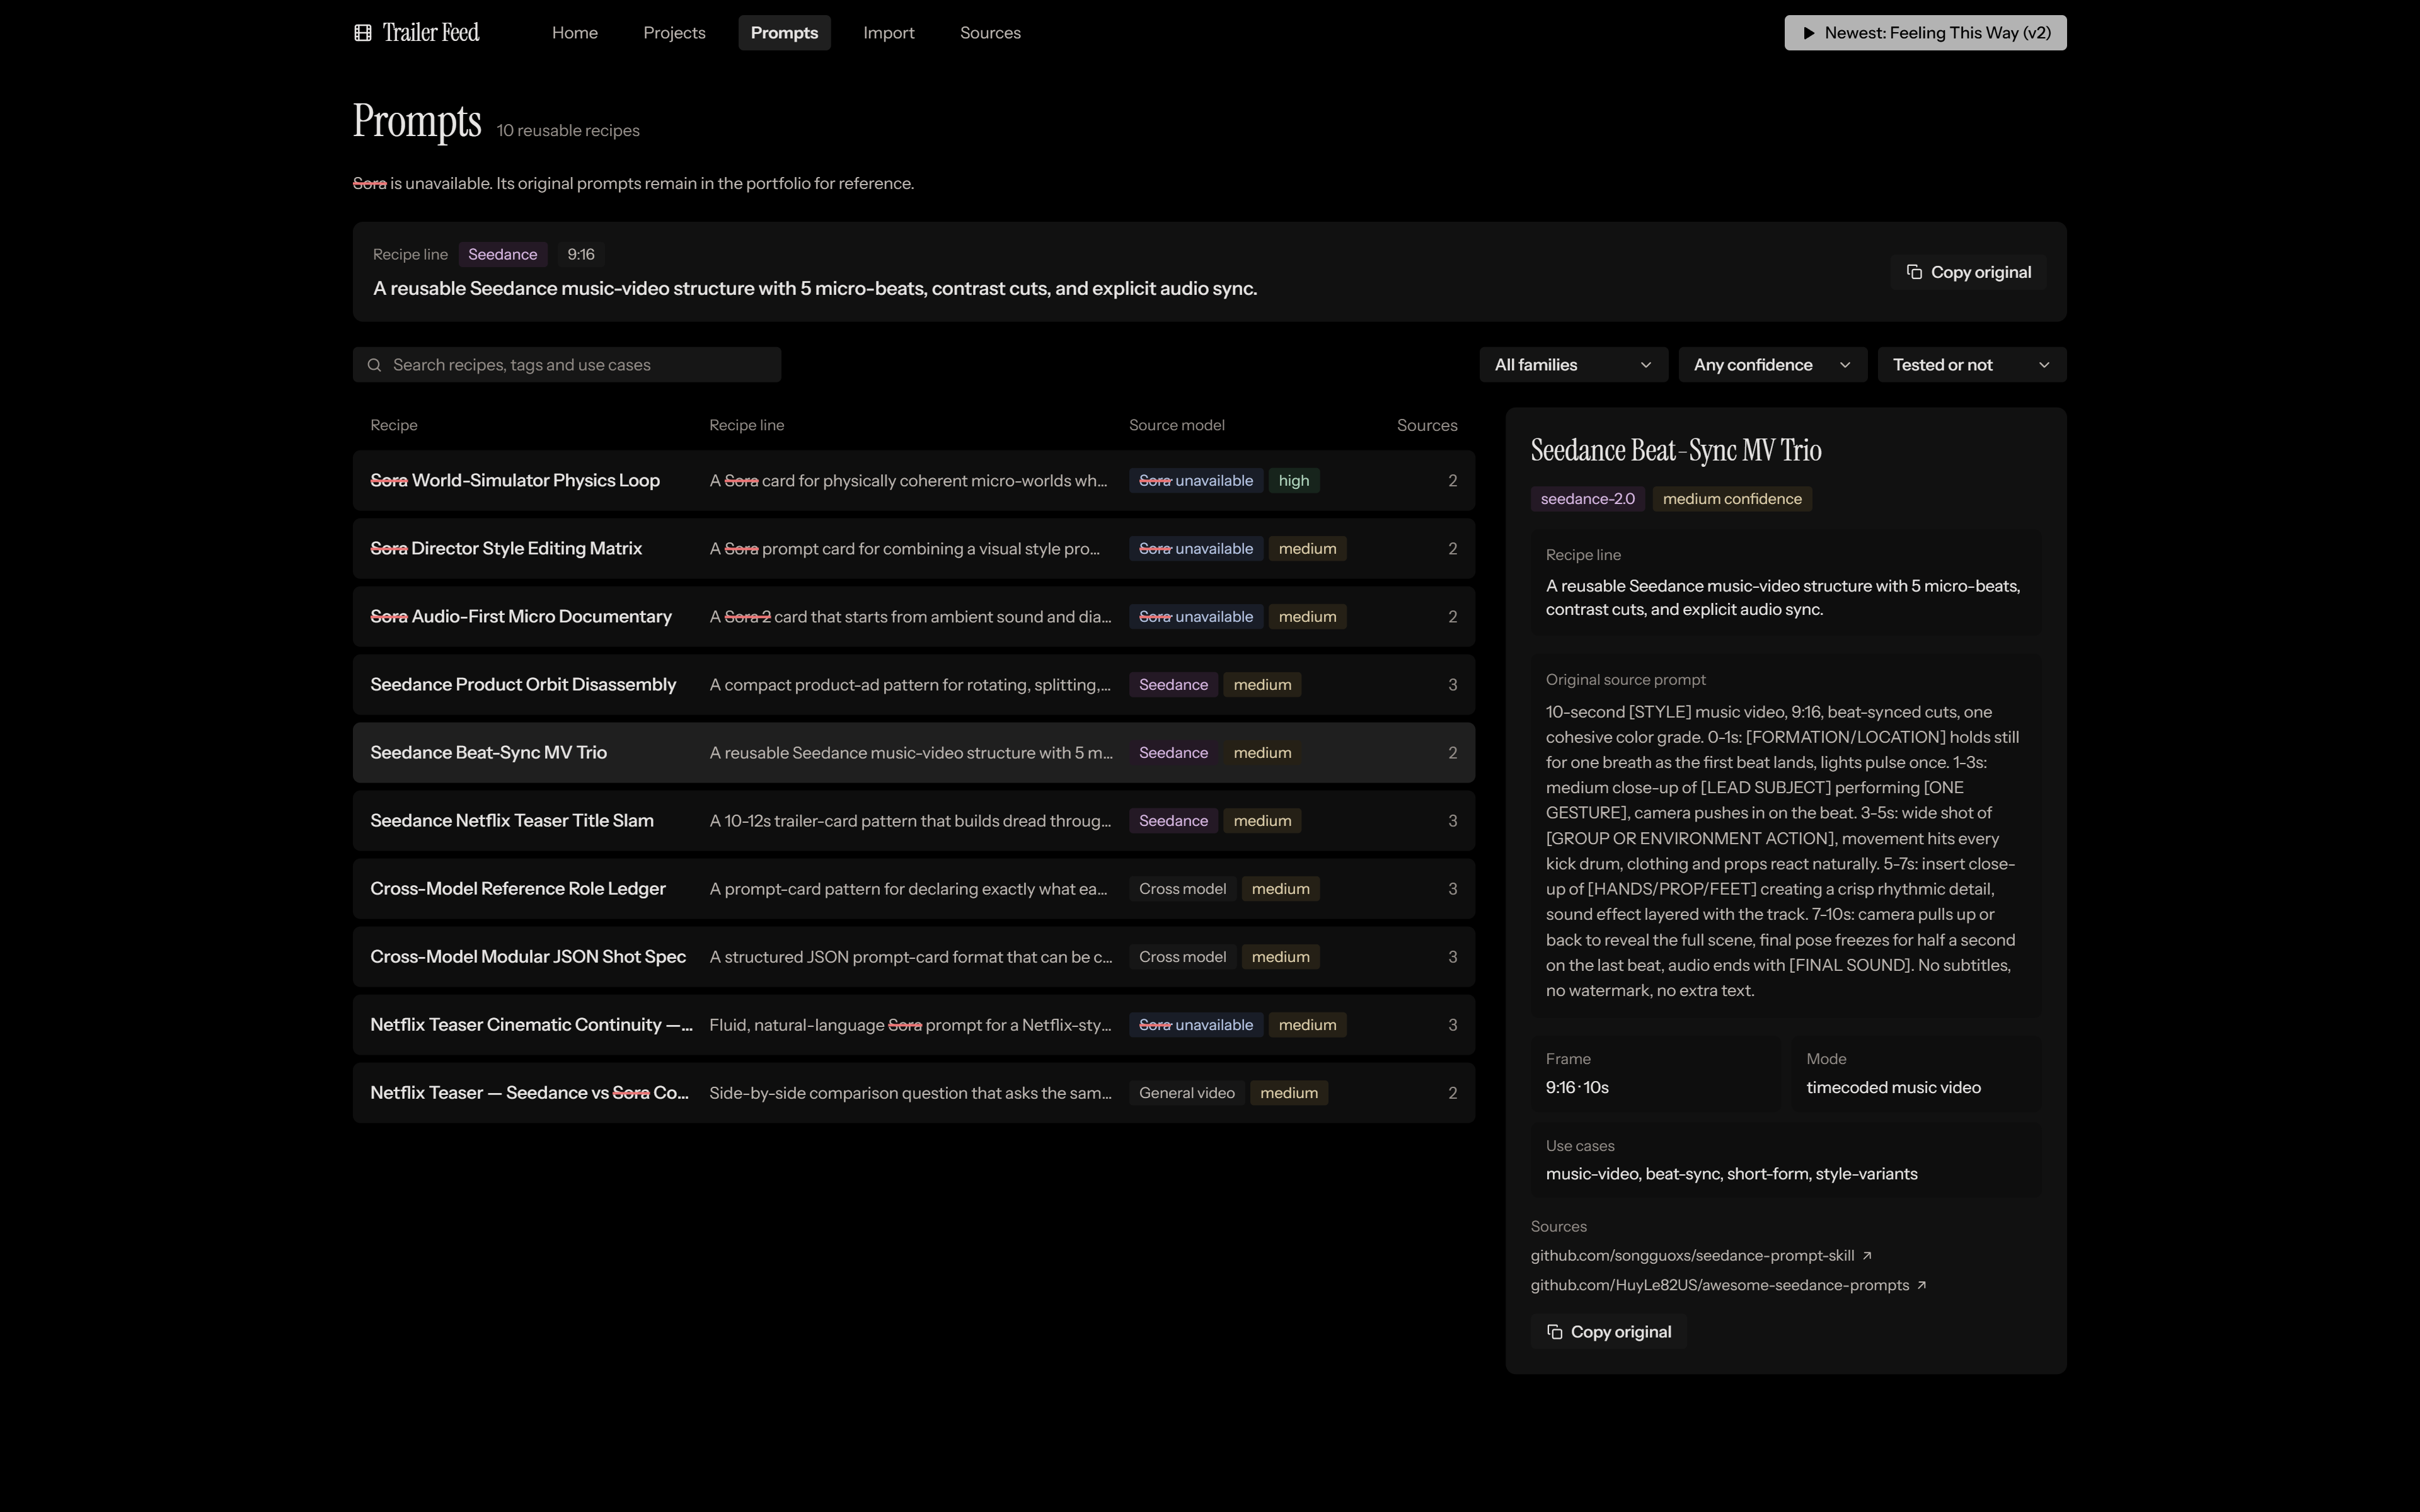 Trailer Feed
Home
Projects
Prompts
Import
Sources
Newest: Feeling This Way (v2)
Prompts
10 reusable recipes
Sora is unavailable. Its original prompts remain in the portfolio for reference.
Recipe line
Seedance
9:16
A reusable Seedance music-video structure with 5 micro-beats, contrast cuts, and explicit audio sync.
Copy original
Search recipes, tags and use cases
All families
Any confidence
Tested or not
Recipe
Recipe line
Source model
Sources
Sora World-Simulator Physics Loop
A Sora card for physically coherent micro-worlds wh...
Sora unavailable
high
2
Sora Director Style Editing Matrix
A Sora prompt card for combining a visual style pro...
Sora unavailable
medium
2
Sora Audio-First Micro Documentary
A Sora 2 card that starts from ambient sound and dia...
Sora unavailable
medium
2
Seedance Product Orbit Disassembly
A compact product-ad pattern for rotating, splitting,...
Seedance
medium
3
Seedance Beat-Sync MV Trio
A reusable Seedance music-video structure with 5 m...
Seedance
medium
2
Seedance Netflix Teaser Title Slam
A 10-12s trailer-card pattern that builds dread throug...
Seedance
medium
3
Cross-Model Reference Role Ledger
A prompt-card pattern for declaring exactly what ea...
Cross model
medium
3
Cross-Model Modular JSON Shot Spec
A structured JSON prompt-card format that can be c...
Cross model
medium
3
Netflix Teaser Cinematic Continuity —...
Fluid, natural-language Sora prompt for a Netflix-sty...
Sora unavailable
medium
3
Netflix Teaser — Seedance vs Sora Co...
Side-by-side comparison question that asks the sam...
General video
medium
2
Seedance Beat-Sync MV Trio
seedance-2.0
medium confidence
Recipe line
A reusable Seedance music-video structure with 5 micro-beats,
contrast cuts, and explicit audio sync.
Original source prompt
10-second [STYLE] music video, 9:16, beat-synced cuts, one
cohesive color grade. 0-1s: [FORMATION/LOCATION] holds still
for one breath as the first beat lands, lights pulse once. 1-3s:
medium close-up of [LEAD SUBJECT] performing [ONE
GESTURE], camera pushes in on the beat. 3-5s: wide shot of
[GROUP OR ENVIRONMENT ACTION], movement hits every
kick drum, clothing and props react naturally. 5-7s: insert close-
up of [HANDS/PROP/FEET] creating a crisp rhythmic detail,
sound effect layered with the track. 7-10s: camera pulls up or
back to reveal the full scene, final pose freezes for half a second
on the last beat, audio ends with [FINAL SOUND]. No subtitles,
no watermark, no extra text.
Frame
9:16 · 10s
Mode
timecoded music video
Use cases
music-video, beat-sync, short-form, style-variants
Sources
github.com/songguoxs/seedance-prompt-skill
github.com/HuyLe82US/awesome-seedance-prompts
Copy original